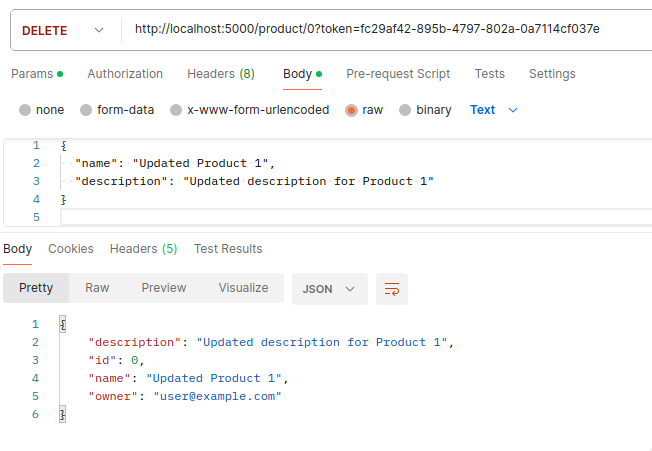 DELETE http://localhost:5000/product/0?token=fc29af42-895b-4797-802a-0a7114cf037e
Params Authorization Headers (8) Body Pre-request Script Tests Settings
none form-data x-www-form-urlencoded raw binary Text
1 {
2 "name": "Updated Product 1",
3 "description": "Updated description for Product 1"
4 }
5
Body Cookies Headers (5) Test Results
Pretty Raw Preview Visualize JSON
1 {
2 "description": "Updated description for Product 1",
3 "id": 0,
4 "name": "Updated Product 1",
5 "owner": "user@example.com"
6 }